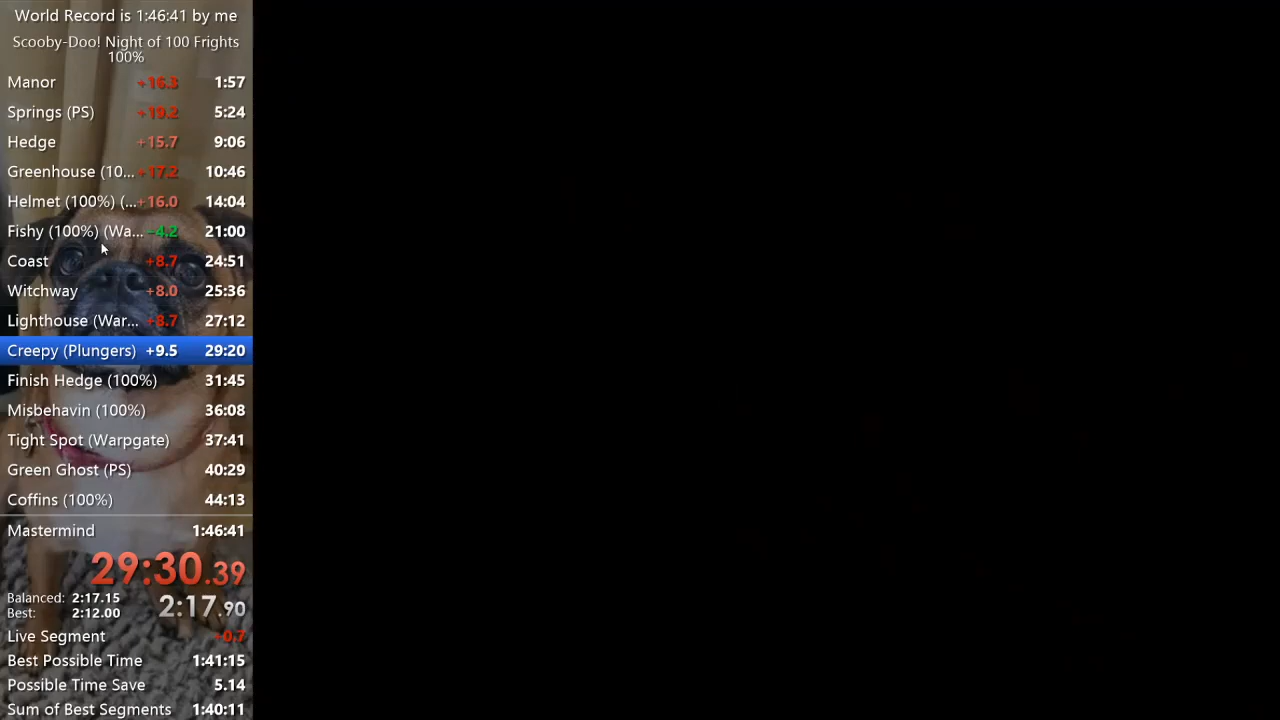 World Record is 1:46:41 by me
Scooby-Doo! Night of 100 Frights
100%
Manor +16.3 1:57
Springs (PS) +19.2 5:24
Hedge +15.7 9:06
Greenhouse (10... +17.2 10:46
Helmet (100%) (... +16.0 14:04
Fishy (100%) (Wa... −4.2 21:00
Coast +8.7 24:51
Witchway +8.0 25:36
Lighthouse (War... +8.7 27:12
Creepy (Plungers) +9.5 29:20
Finish Hedge (100%) 31:45
Misbehavin (100%) 36:08
Tight Spot (Warpgate) 37:41
Green Ghost (PS) 40:29
Coffins (100%) 44:13
Mastermind 1:46:41
29:30.39
Balanced: 2:17.15
Best: 2:12.00
2:17.90
Live Segment +0.7
Best Possible Time 1:41:15
Possible Time Save 5.14
Sum of Best Segments 1:40:11